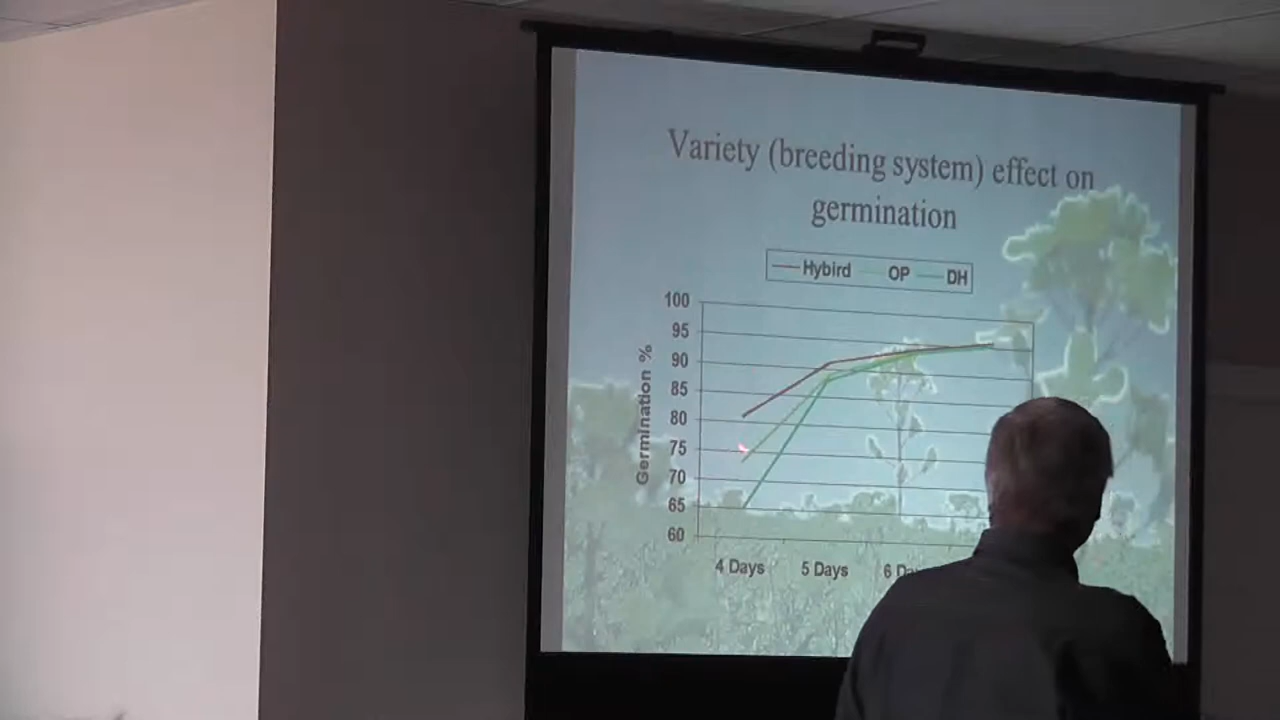 Variety (breeding system) effect on
germination
Hybird OP DH
Germination %
100
95
90
85
80
75
70
65
60
4 Days 5 Days 6